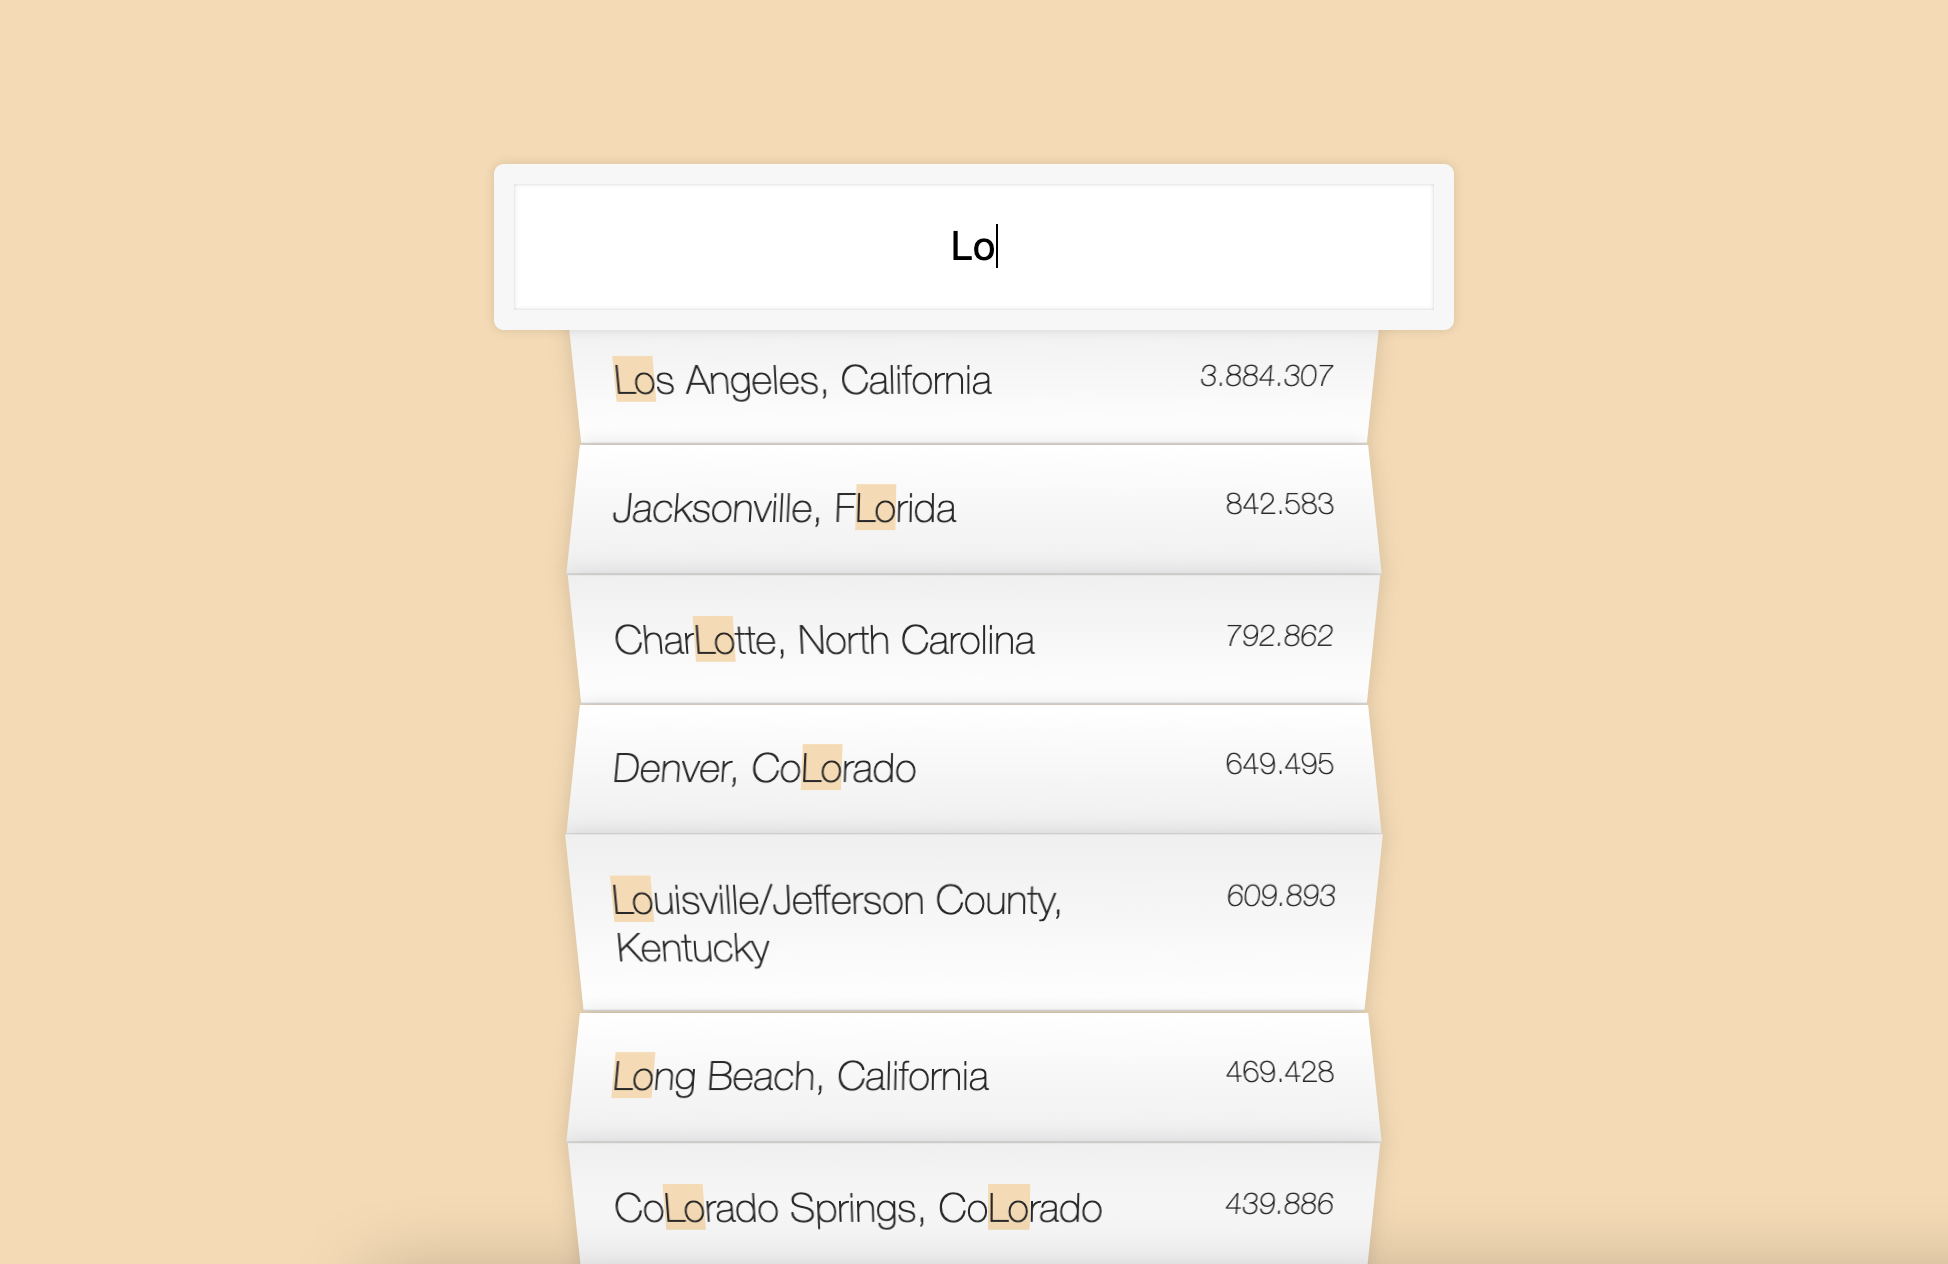 Lo
Los Angeles, California 3.884.307
Jacksonville, FLorida 842.583
CharLotte, North Carolina 792.862
Denver, CoLorado 649.495
Louisville/Jefferson County, 609.893
Kentucky
Long Beach, California 469.428
CoLorado Springs, CoLorado 439.886